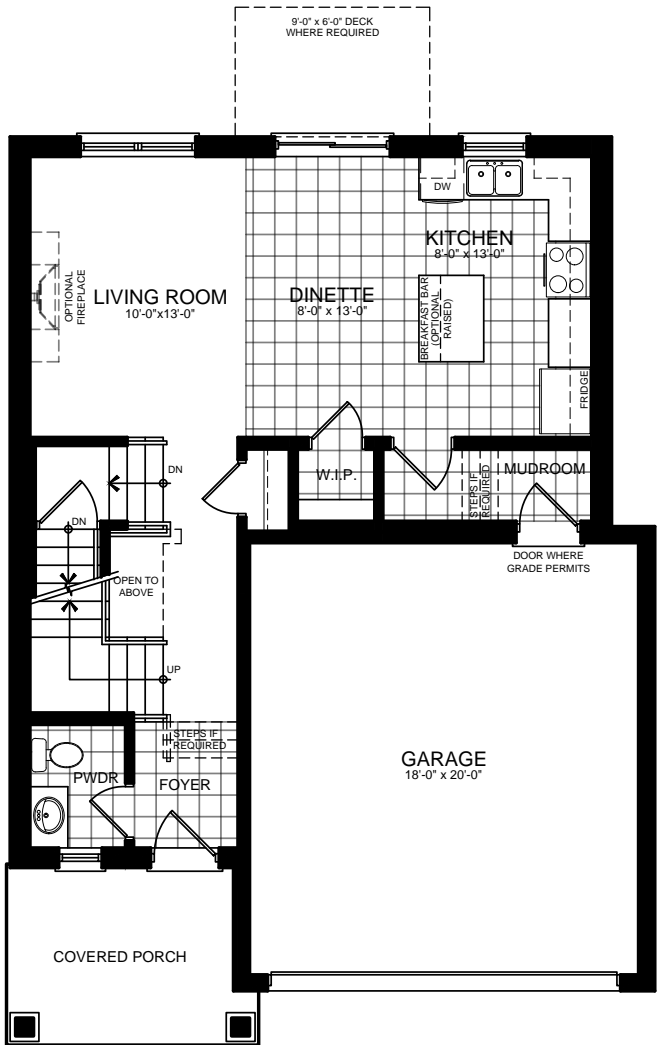 9'-0" x 6'-0" DECK
WHERE REQUIRED
DW
KITCHEN
8'-0" x 13'-0"
LIVING ROOM
10'-0"x13'-0"
DINETTE
8'-0" x 13'-0"
OPTIONAL
FIREPLACE
BREAKFAST BAR
(OPTIONAL
RAISED)
FRIDGE
DN
W.I.P.
STEPS IF
REQUIRED
MUDROOM
DN
DOOR WHERE
GRADE PERMITS
OPEN TO
ABOVE
UP
STEPS IF
REQUIRED
PWDR
FOYER
GARAGE
18'-0" x 20'-0"
COVERED PORCH